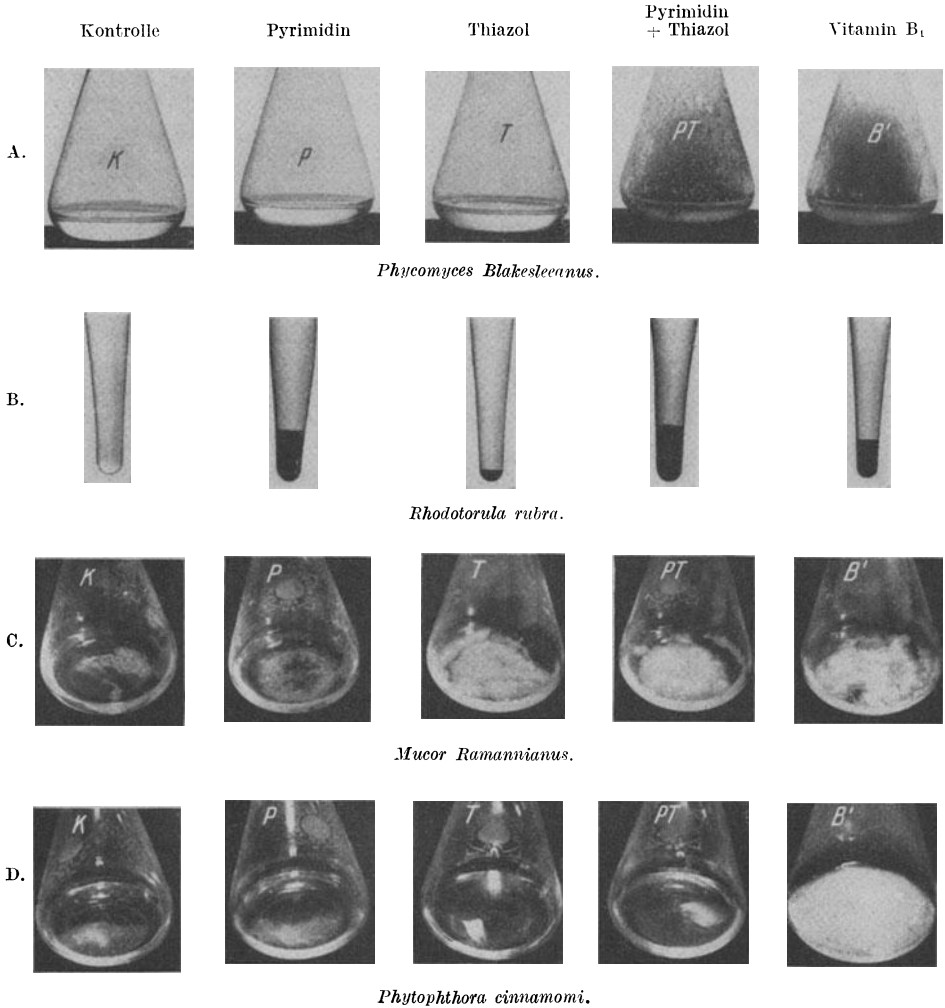 Kontrolle
Pyrimidin
Thiazol
Pyrimidin
+ Thiazol
Vitamin B₁
A.
K
P
T
PT
B'
Phycomyces Blakesleeanus.
B.
Rhodotorula rubra.
C.
K
P
T
PT
B'
Mucor Ramannianus.
D.
K
P
T
PT
B'
Phytophthora cinnamomi.